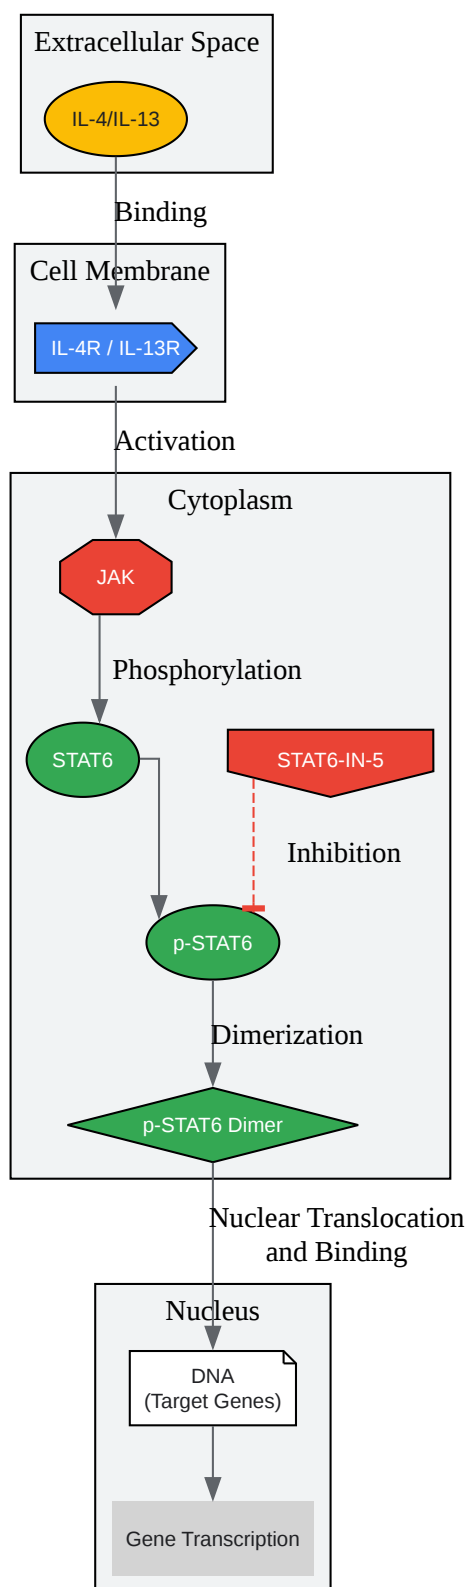 Extracellular Space
IL-4/IL-13
Binding
Cell Membrane
IL-4R / IL-13R
Activation
Cytoplasm
JAK
Phosphorylation
STAT6
STAT6-IN-5
Inhibition
p-STAT6
Dimerization
p-STAT6 Dimer
Nuclear Translocation
and Binding
Nucleus
DNA
(Target Genes)
Gene Transcription